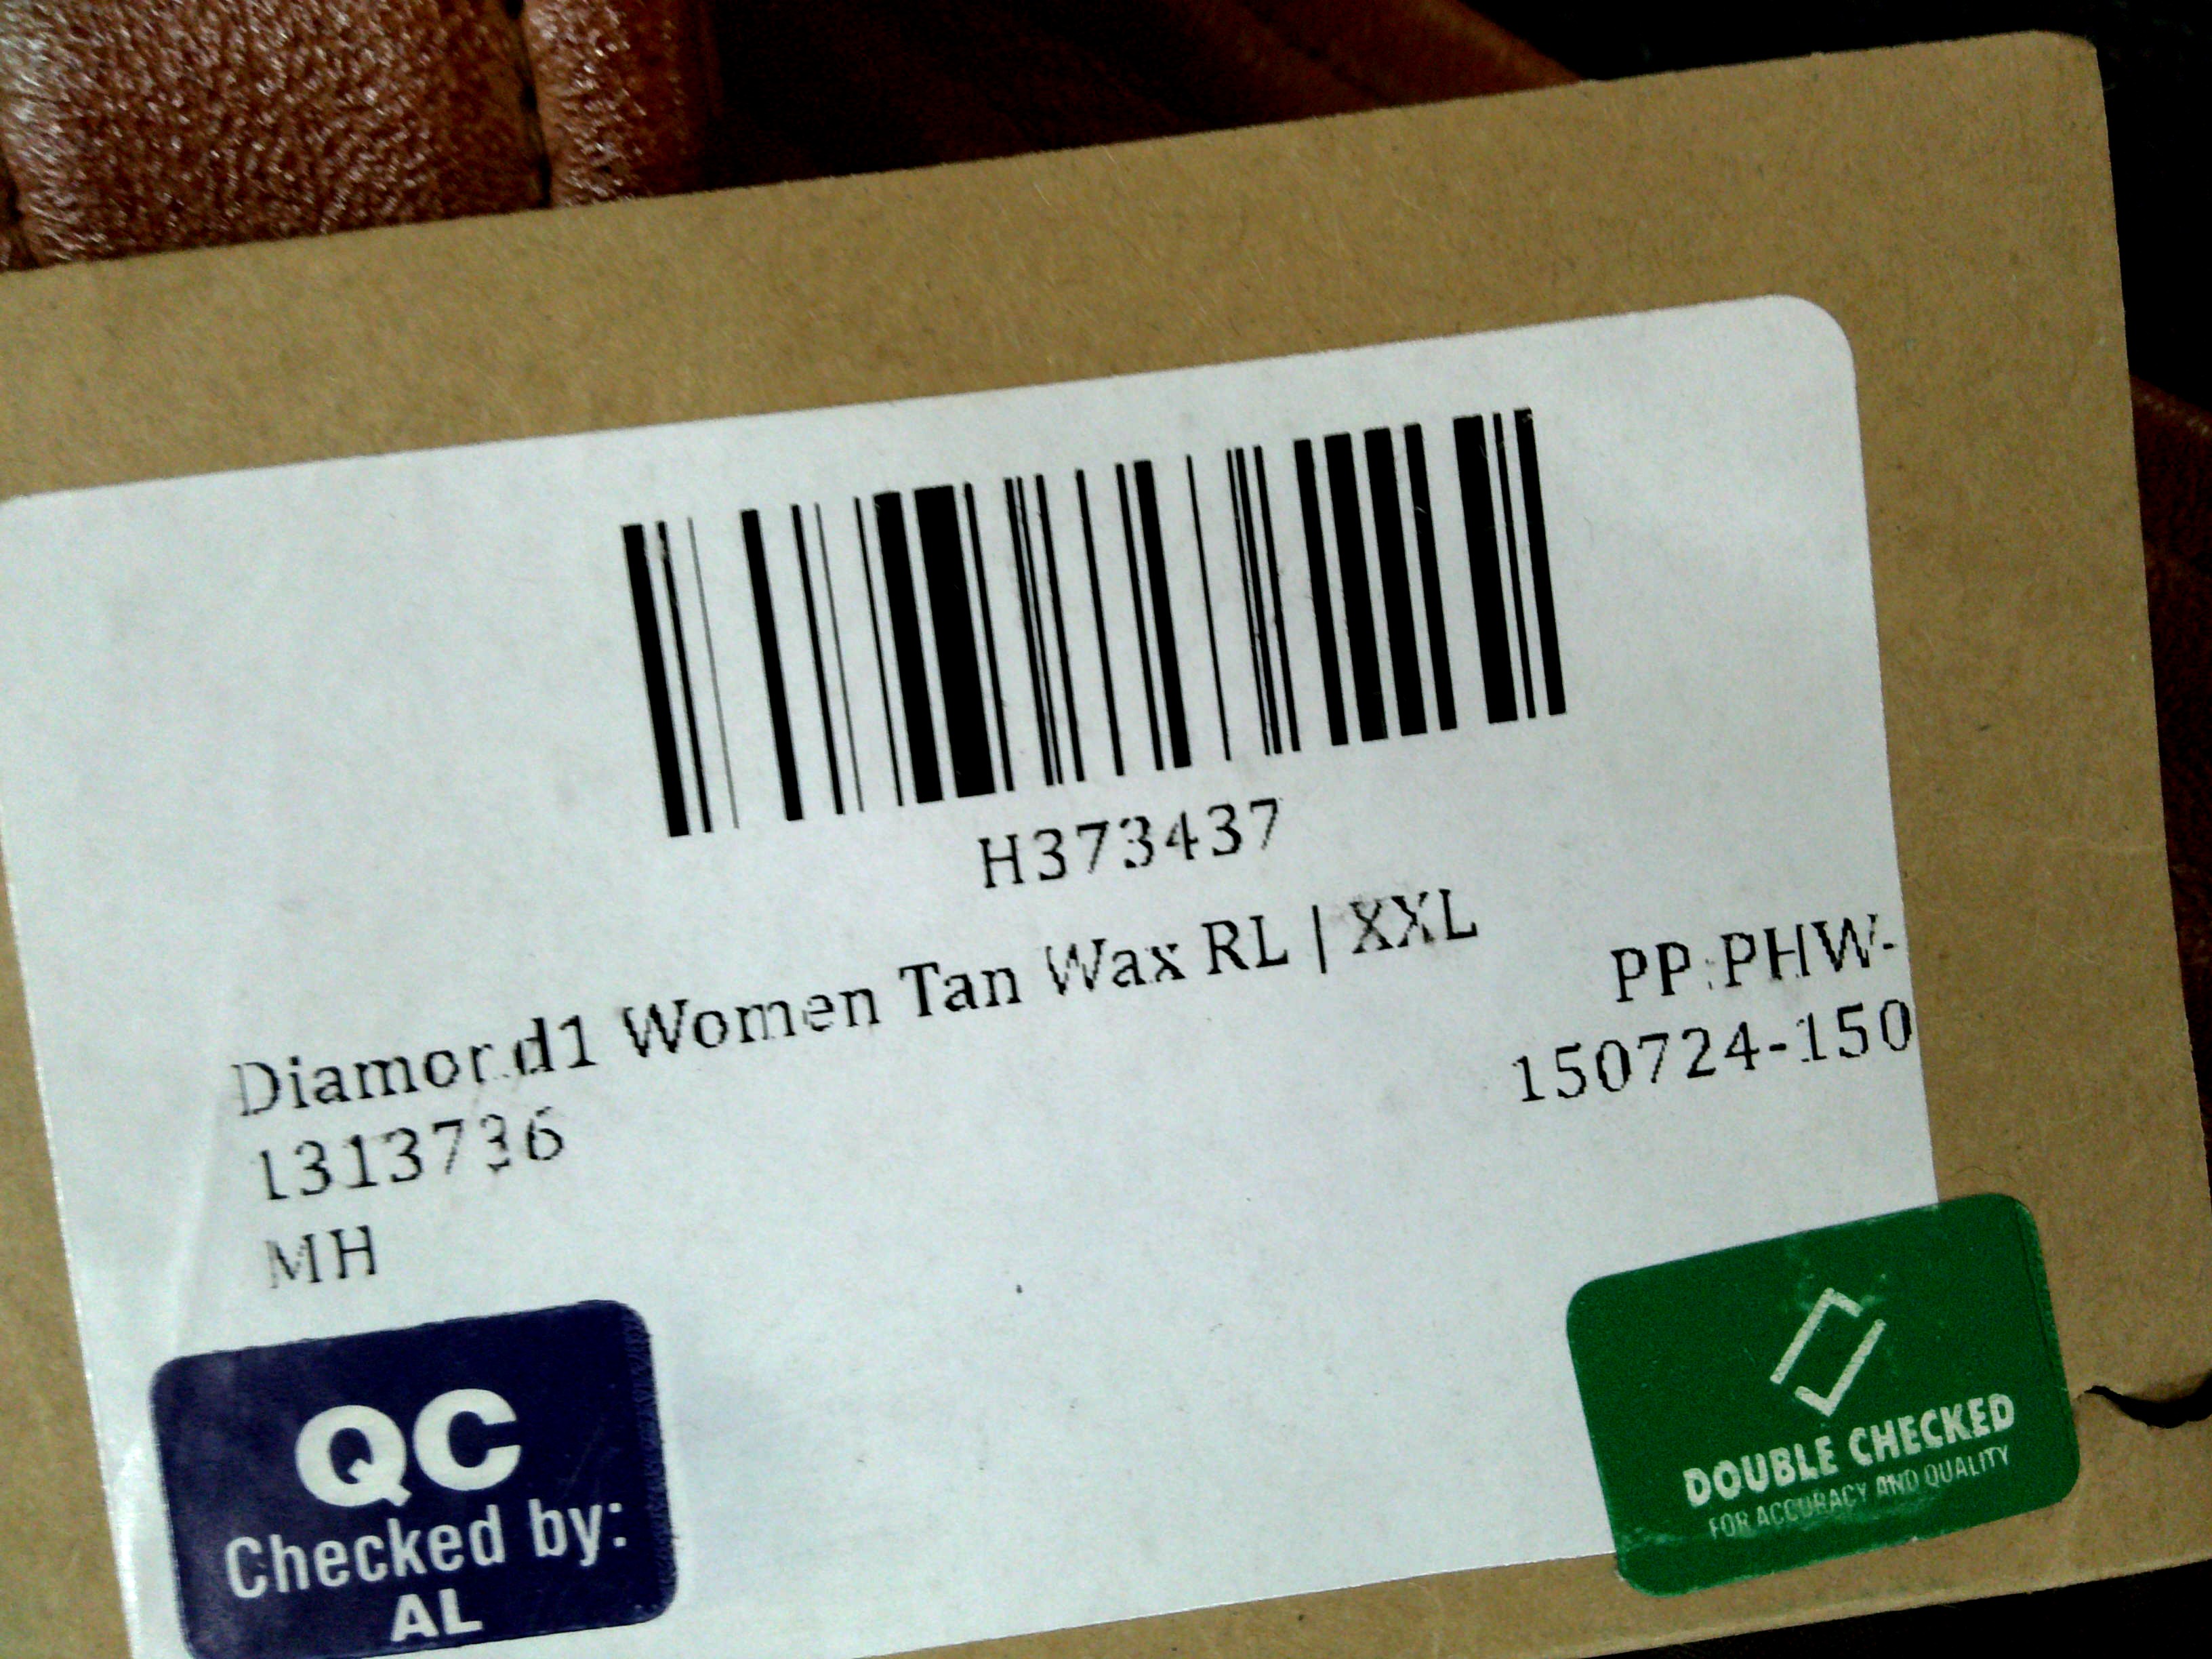 H373437
Diamond1 Women Tan Wax RL | XXL
PP:PHW-
150724-150
1313736
MH
QC
Checked by:
AL
DOUBLE CHECKED
FOR ACCURACY AND QUALITY